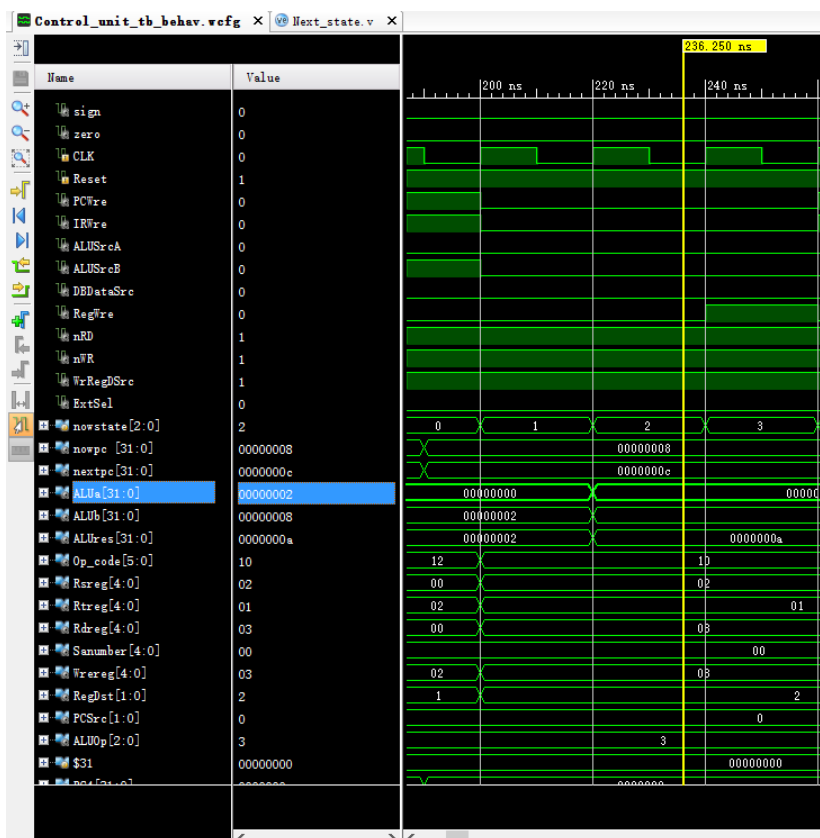 Control_unit_tb_behav.wcfg × Next_state.v ×
236.250 ns
Name Value
200 ns 220 ns 240 ns
sign 0
zero 0
CLK 0
Reset 1
PCWre 0
IRWre 0
ALUSrcA 0
ALUSrcB 0
DBDataSrc 0
RegWre 0
nRD 1
nWR 1
WrRegDSrc 1
ExtSel 0
nowstate[2:0] 2 0 1 2 3
nowpc [31:0] 00000008 00000008
nextpc[31:0] 0000000c 0000000c
ALUa[31:0] 00000002 00000000 00000
ALUb[31:0] 00000008 00000002
ALUres[31:0] 0000000a 00000002 0000000a
Op_code[5:0] 10 12 10
Rsreg[4:0] 02 00 02
Rtreg[4:0] 01 02 01
Rdreg[4:0] 03 00 03
Sanumber[4:0] 00 00
Wrereg[4:0] 03 02 03
RegDst[1:0] 2 1 2
PCSrc[1:0] 0 0
ALUOp[2:0] 3 3
$31 00000000 00000000